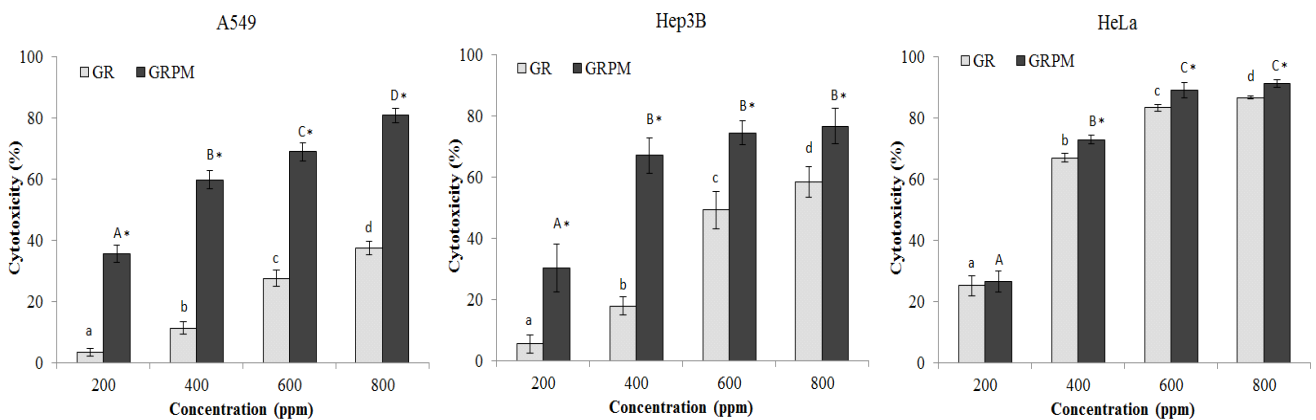 A549
Cytotoxicity (%)
100
80
60
40
20
0
GR GRPM
a A* b B* c C* d D*
200 400 600 800
Concentration (ppm)
Hep3B
Cytotoxicity (%)
100
80
60
40
20
0
GR GRPM
a A* b B* c B* d B*
200 400 600 800
Concentration (ppm)
HeLa
Cytotoxicity (%)
100
80
60
40
20
0
GR GRPM
a A b B* c C* d C*
200 400 600 800
Concentration (ppm)